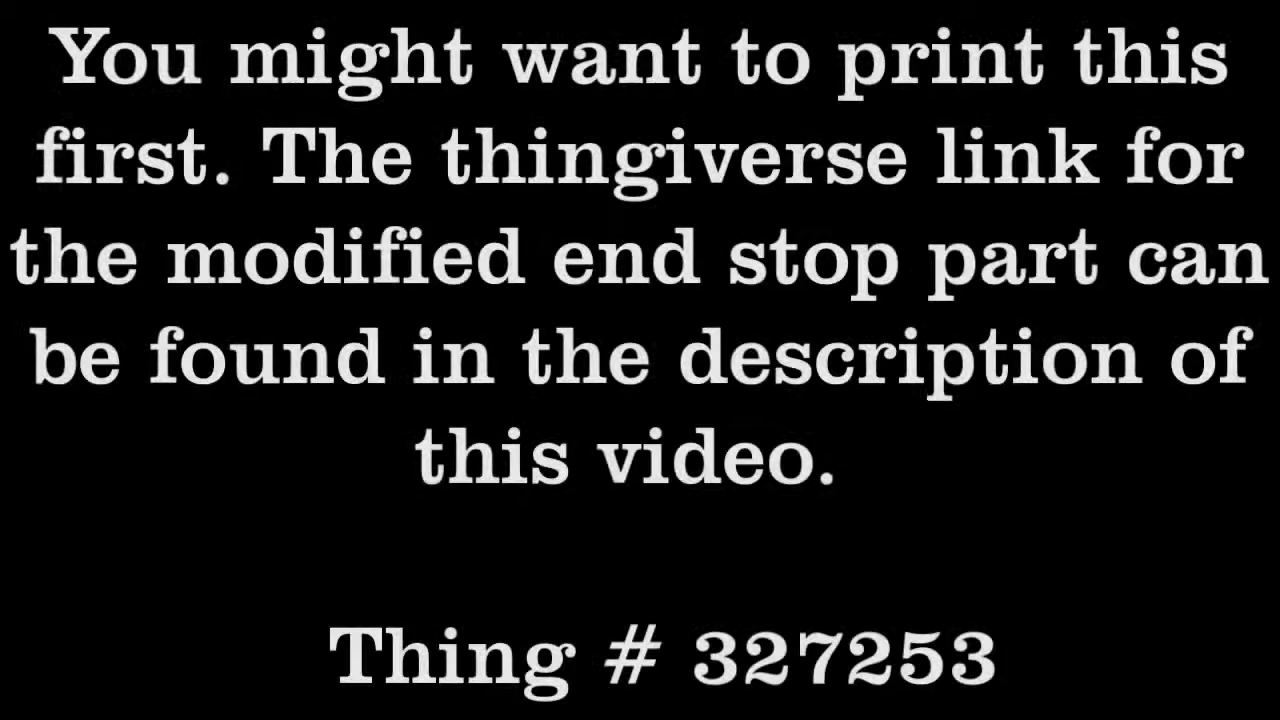 You might want to print this
first. The thingiverse link for
the modified end stop part can
be found in the description of
this video.
Thing # 327253